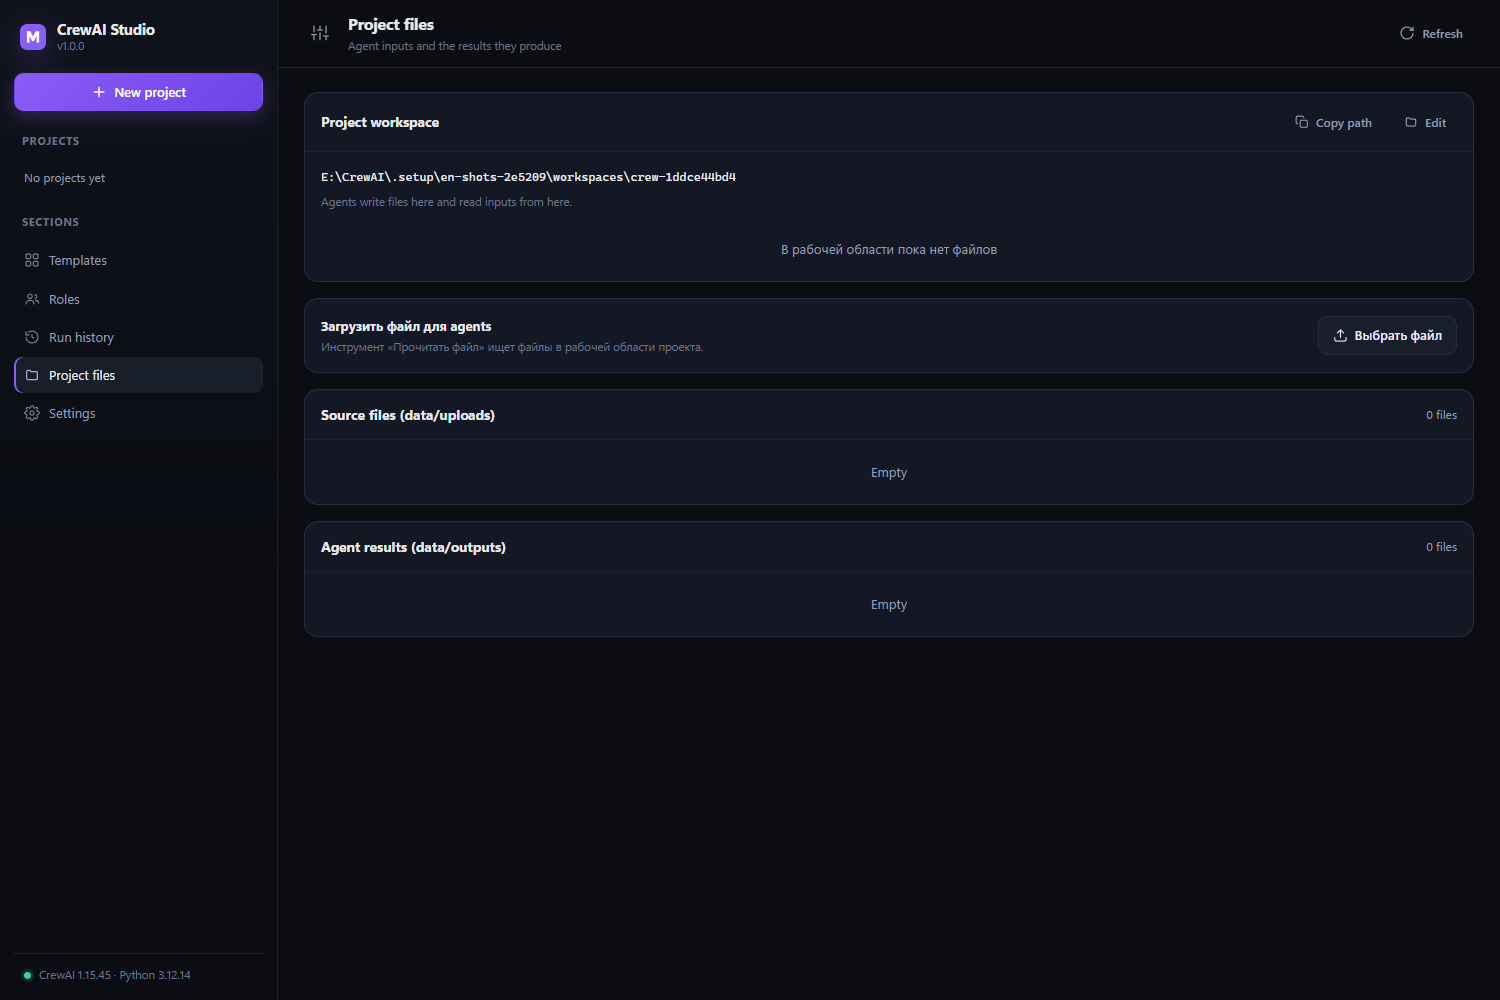 M
CrewAI Studio
v1.0.0
New project
PROJECTS
No projects yet
SECTIONS
Templates
Roles
Run history
Project files
Settings
CrewAI 1.15.45 · Python 3.12.14
Project files
Agent inputs and the results they produce
Refresh
Project workspace
Copy path
Edit
E:\CrewAI\.setup\en-shots-2e5209\workspaces\crew-1ddce44bd4
Agents write files here and read inputs from here.
В рабочей области пока нет файлов
Загрузить файл для agents
Инструмент «Прочитать файл» ищет файлы в рабочей области проекта.
Выбрать файл
Source files (data/uploads)
0 files
Empty
Agent results (data/outputs)
0 files
Empty